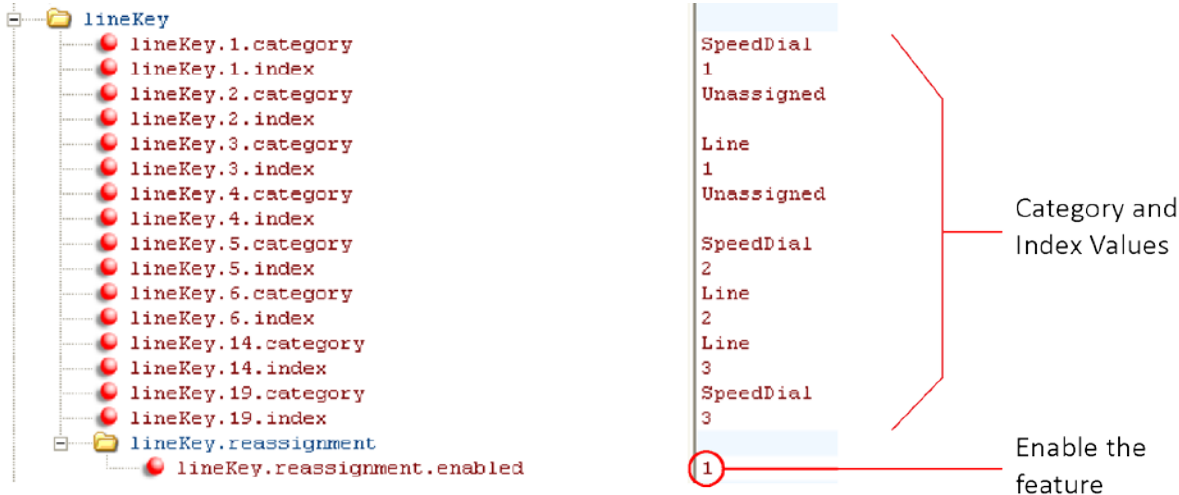 lineKey
lineKey.1.category SpeedDial
lineKey.1.index 1
lineKey.2.category Unassigned
lineKey.2.index
lineKey.3.category Line
lineKey.3.index 1
lineKey.4.category Unassigned
lineKey.4.index
lineKey.5.category SpeedDial
lineKey.5.index 2
lineKey.6.category Line
lineKey.6.index 2
lineKey.14.category Line
lineKey.14.index 3
lineKey.19.category SpeedDial
lineKey.19.index 3
lineKey.reassignment
lineKey.reassignment.enabled 1
Category and
Index Values
Enable the
feature